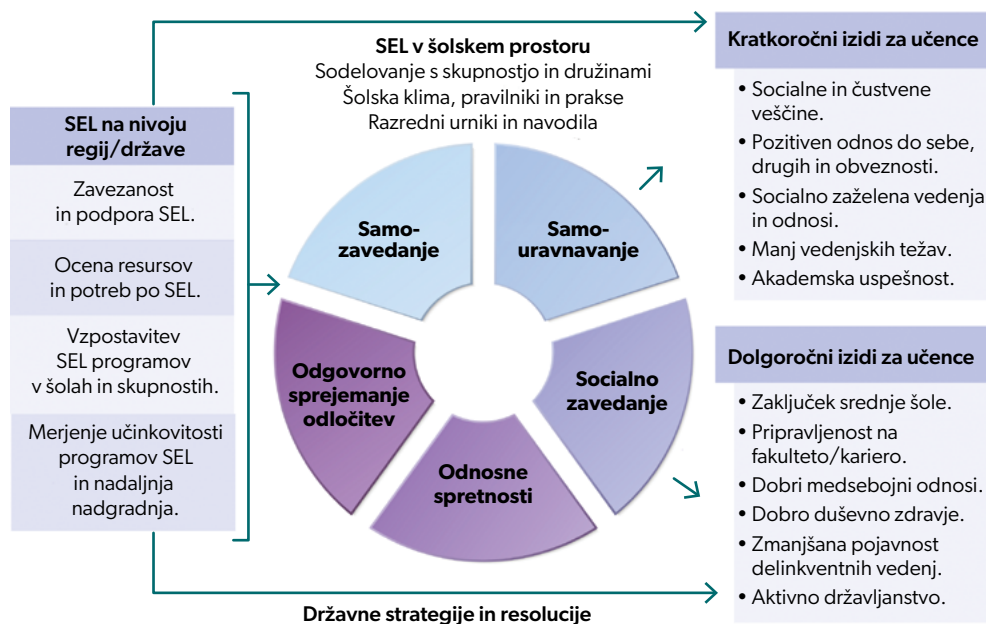 SEL na nivoju
regij/države
Zavezanost
in podpora SEL.
Ocena resursov
in potreb po SEL.
Vzpostavitev
SEL programov
v šolah in skupnostih.
Merjenje učinkovitosti
programov SEL
in nadaljnja
nadgradnja.
SEL v šolskem prostoru
Sodelovanje s skupnostjo in družinami
Šolska klima, pravilniki in prakse
Razredni urniki in navodila
Samo-
zavedanje
Samo-
uravnavanje
Socialno
zavedanje
Odnosne
spretnosti
Odgovorno
sprejemanje
odločitev
Državne strategije in resolucije
Kratkoročni izidi za učence
• Socialne in čustvene
veščine.
• Pozitiven odnos do sebe,
drugih in obveznosti.
• Socialno zaželena vedenja
in odnosi.
• Manj vedenjskih težav.
• Akademska uspešnost.
Dolgoročni izidi za učence
• Zaključek srednje šole.
• Pripravljenost na
fakulteto/kariero.
• Dobri medsebojni odnosi.
• Dobro duševno zdravje.
• Zmanjšana pojavnost
delinkventnih vedenj.
• Aktivno državljanstvo.